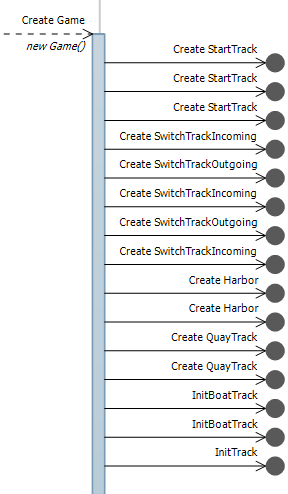 Create Game
new Game()
Create StartTrack
Create StartTrack
Create StartTrack
Create SwitchTrackIncoming
Create SwitchTrackOutgoing
Create SwitchTrackIncoming
Create SwitchTrackOutgoing
Create SwitchTrackIncoming
Create Harbor
Create Harbor
Create QuayTrack
Create QuayTrack
InitBoatTrack
InitBoatTrack
InitTrack